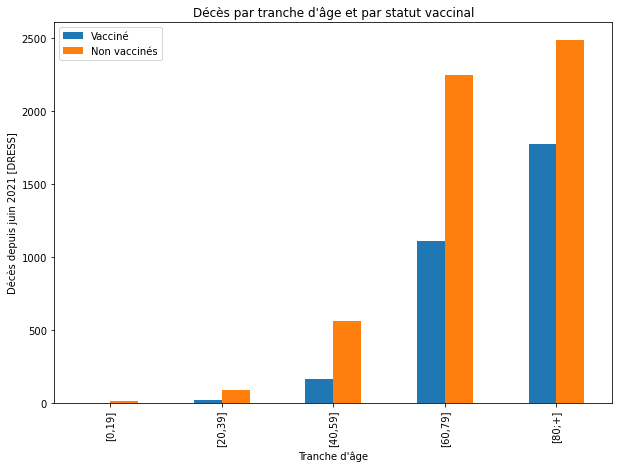 Décès par tranche d'âge et par statut vaccinal
Vacciné
Non vaccinés
Décès depuis juin 2021 [DRESS]
2500
2000
1500
1000
500
0
[0,19]
[20,39]
[40,59]
[60,79]
[80;+]
Tranche d'âge